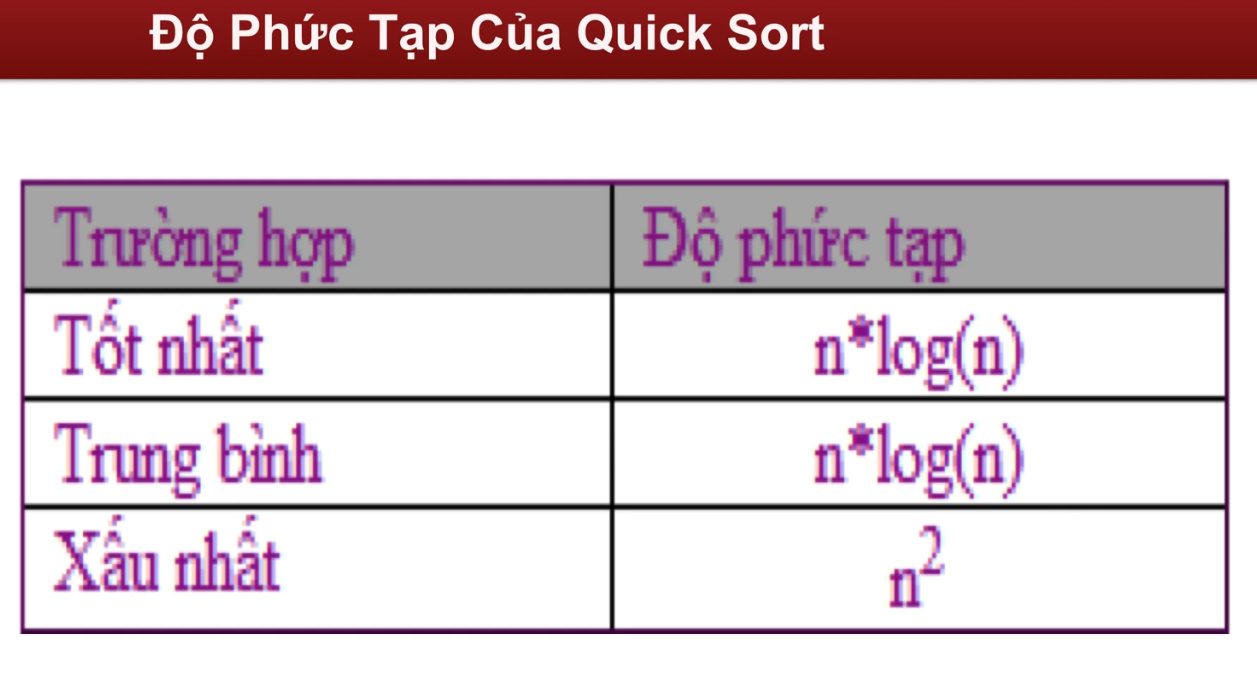 Độ Phức Tạp Của Quick Sort
Trường hợp Độ phức tạp
Tốt nhất n*log(n)
Trung bình n*log(n)
Xấu nhất n²